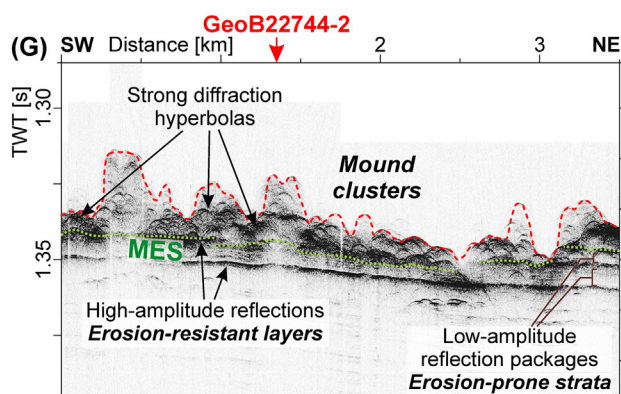 GeoB22744-2
(G) SW Distance [km] 2 3 NE
TWT [s]
1.30
1.35
Strong diffraction
hyperbolas
Mound
clusters
MES
High-amplitude reflections
Erosion-resistant layers
Low-amplitude
reflection packages
Erosion-prone strata